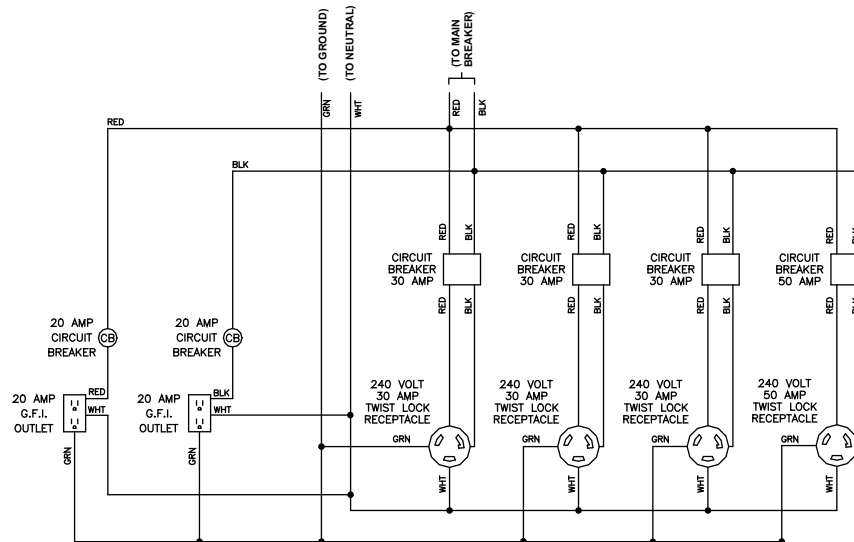 (TO GROUND)
(TO NEUTRAL)
(TO MAIN
BREAKER)
GRN
WHT
RED
BLK
RED
BLK
RED
BLK
RED
BLK
RED
BLK
RED
BLK
CIRCUIT
BREAKER
30 AMP
CIRCUIT
BREAKER
30 AMP
CIRCUIT
BREAKER
30 AMP
CIRCUIT
BREAKER
50 AMP
RED
BLK
RED
BLK
RED
BLK
RED
BLK
20 AMP
CIRCUIT
BREAKER
CB
20 AMP
CIRCUIT
BREAKER
CB
20 AMP
G.F.I.
OUTLET
RED
WHT
GRN
20 AMP
G.F.I.
OUTLET
BLK
WHT
GRN
240 VOLT
30 AMP
TWIST LOCK
RECEPTACLE
240 VOLT
30 AMP
TWIST LOCK
RECEPTACLE
240 VOLT
30 AMP
TWIST LOCK
RECEPTACLE
240 VOLT
50 AMP
TWIST LOCK
RECEPTACLE
GRN
GRN
GRN
GRN
WHT
WHT
WHT
WHT